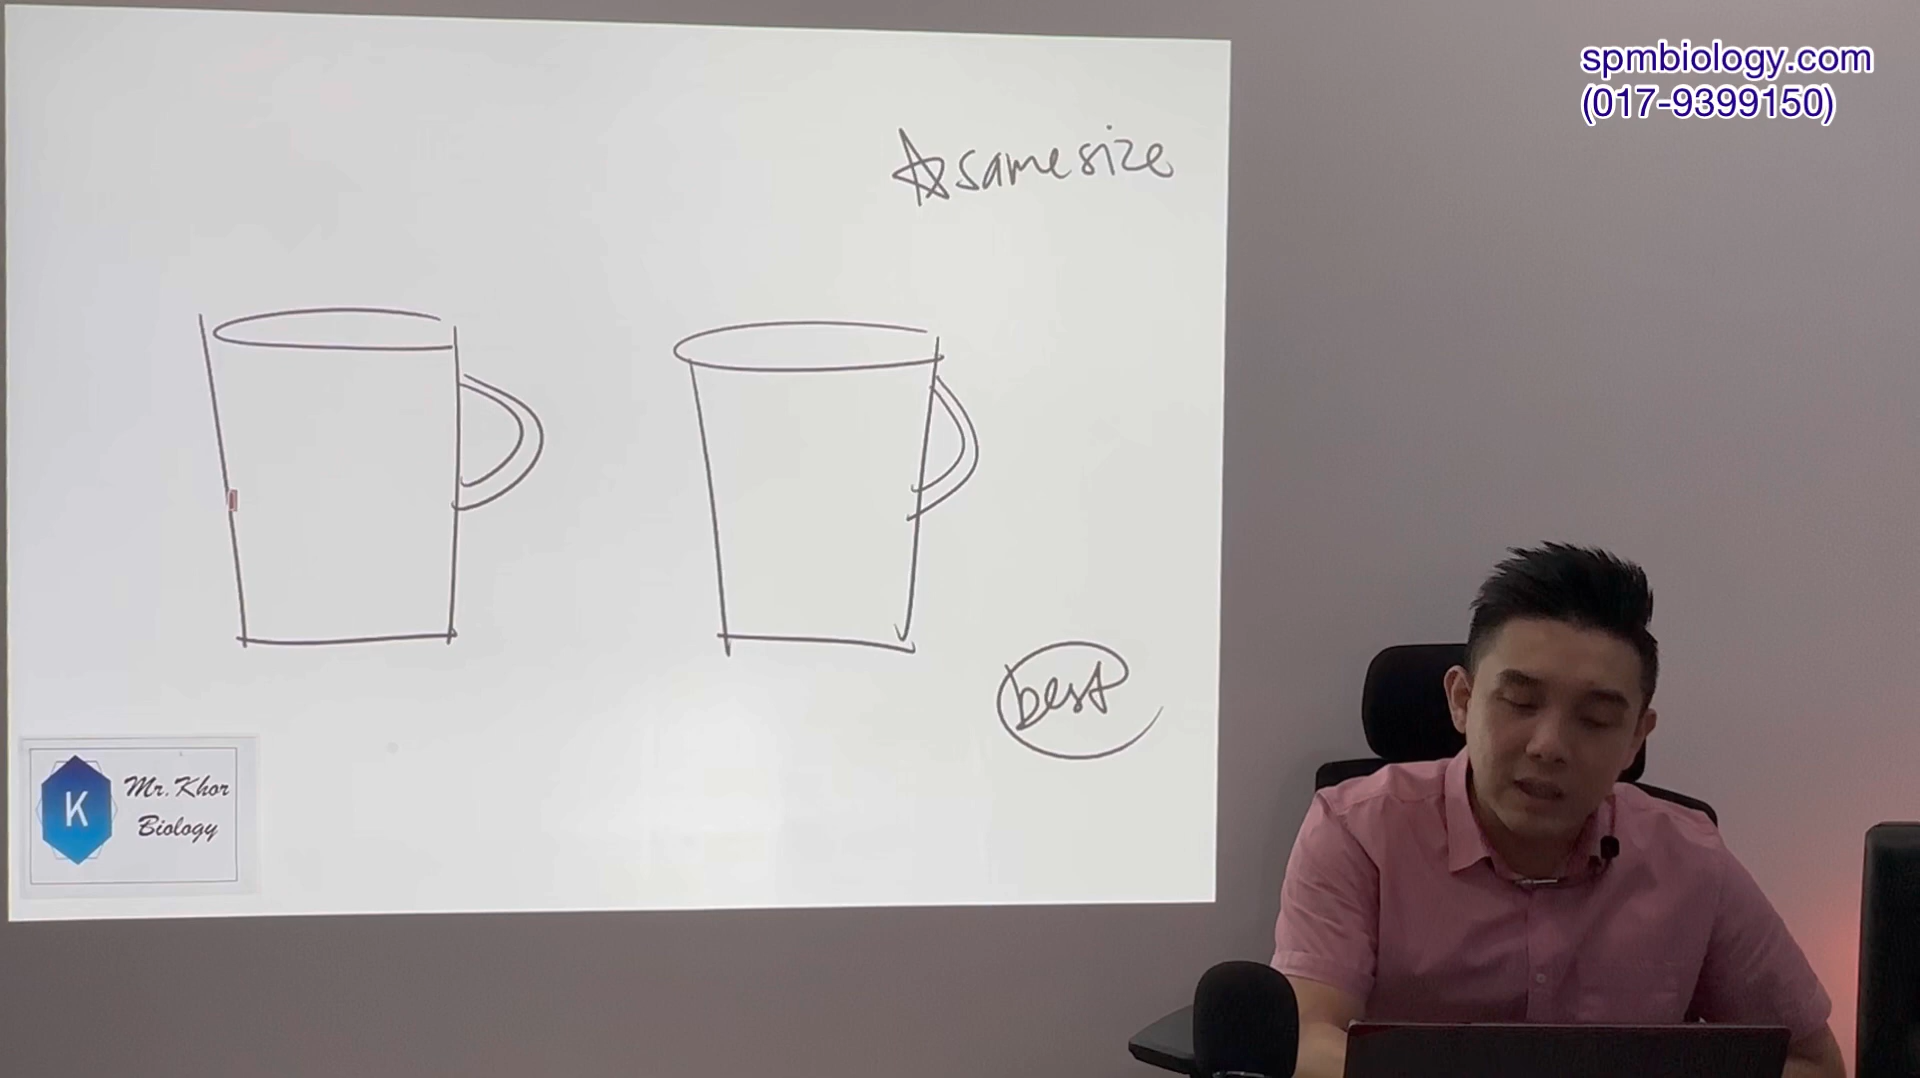 spmbiology.com
(017-9399150)
same size
best
K
Mr. Khor
Biology